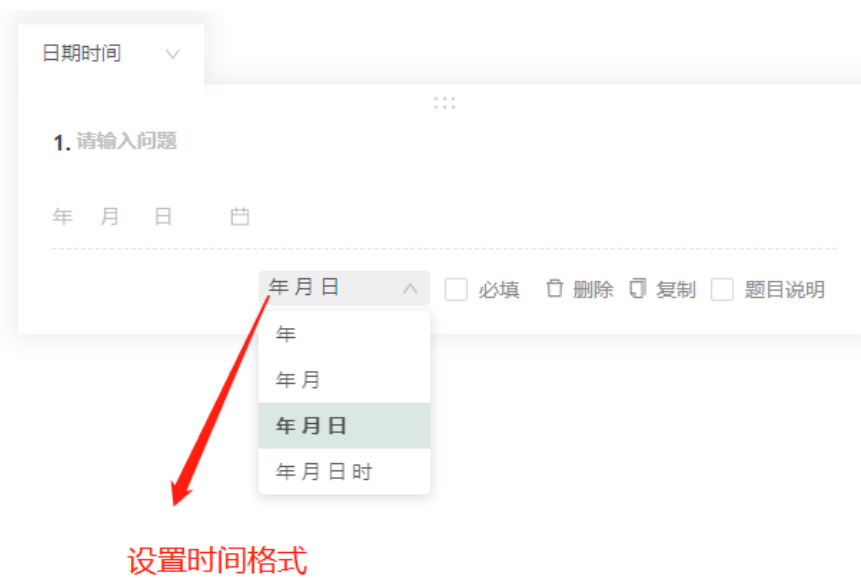 日期时间
1. 请输入问题
年 月 日
年 月 日 必填 删除 复制 题目说明
年
年 月
年 月 日
年 月 日 时
设置时间格式